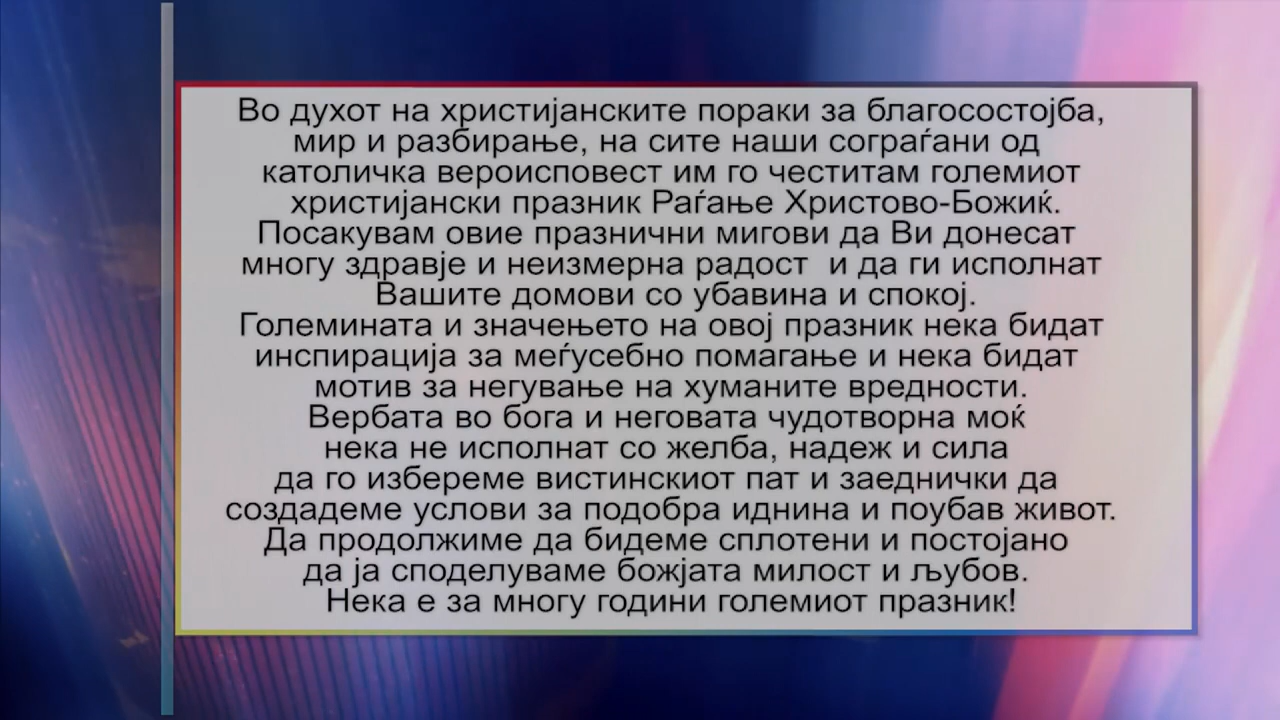 Во духот на христијанските пораки за благосостојба,
мир и разбирање, на сите наши сограѓани од
католичка вероисповест им го честитам големиот
христијански празник Раѓање Христово-Божиќ.
Посакувам овие празнични мигови да Ви донесат
многу здравје и неизмерна радост  и да ги исполнат
Вашите домови со убавина и спокој.
Големината и значењето на овој празник нека бидат
инспирација за меѓусебно помагање и нека бидат
мотив за негување на хуманите вредности.
Вербата во бога и неговата чудотворна моќ
нека не исполнат со желба, надеж и сила
да го избереме вистинскиот пат и заеднички да
создадеме услови за подобра иднина и поубав живот.
Да продолжиме да бидеме сплотени и постојано
да ја споделуваме божјата милост и љубов.
Нека е за многу години големиот празник!